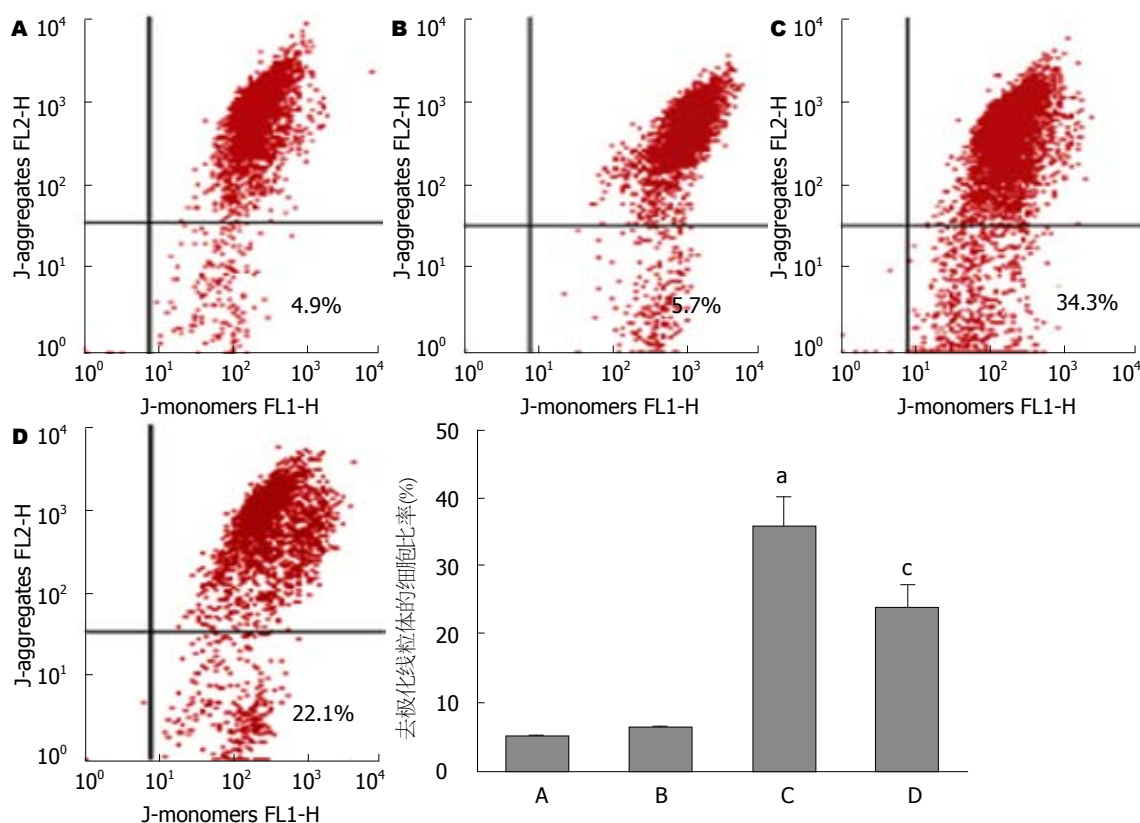 A
10⁴
10³
10²
10¹
10⁰
J-aggregates FL2-H
4.9%
10⁰ 10¹ 10² 10³ 10⁴
J-monomers FL1-H
B
10⁴
10³
10²
10¹
10⁰
J-aggregates FL2-H
5.7%
10⁰ 10¹ 10² 10³ 10⁴
J-monomers FL1-H
C
10⁴
10³
10²
10¹
10⁰
J-aggregates FL2-H
34.3%
10⁰ 10¹ 10² 10³ 10⁴
J-monomers FL1-H
D
10⁴
10³
10²
10¹
10⁰
J-aggregates FL2-H
22.1%
10⁰ 10¹ 10² 10³ 10⁴
J-monomers FL1-H
去极化线粒体的细胞比率(%)
50
40
30
20
10
0
a
c
A B C D